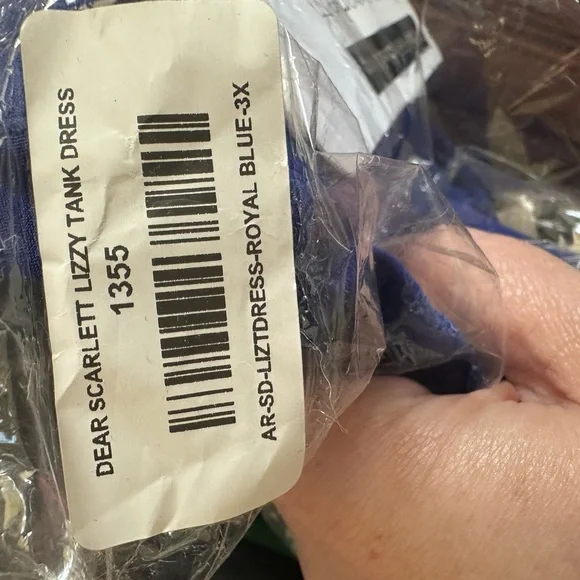 DEAR SCARLETT LIZZY TANK DRESS
1355
AR-SD-LIZTDRESS-ROYAL BLUE-3X